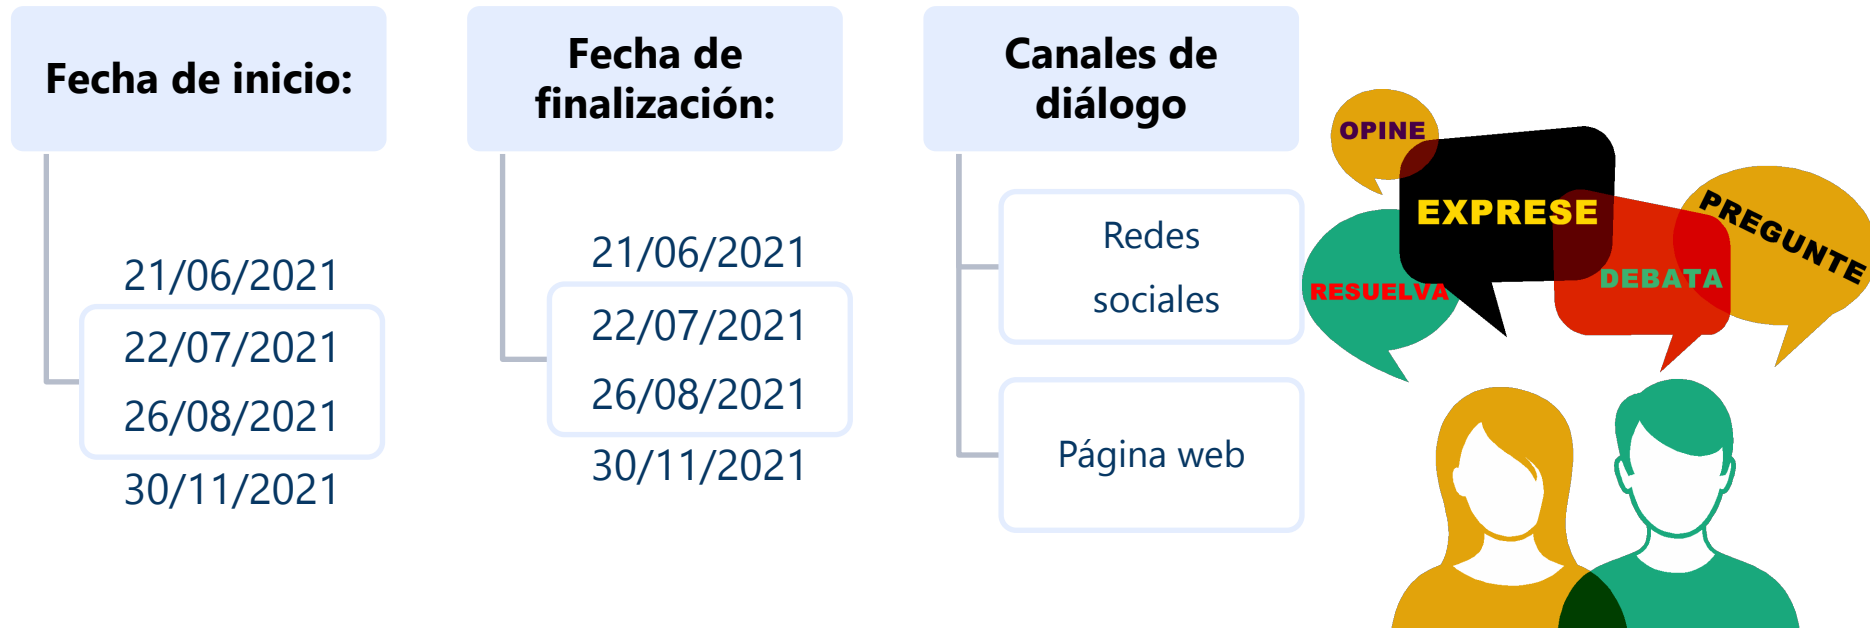 Fecha de inicio:
21/06/2021
22/07/2021
26/08/2021
30/11/2021
Fecha de
finalización:
21/06/2021
22/07/2021
26/08/2021
30/11/2021
Canales de
diálogo
Redes
sociales
Página web
OPINE
EXPRESE
PREGUNTE
RESUELVA
DEBATA